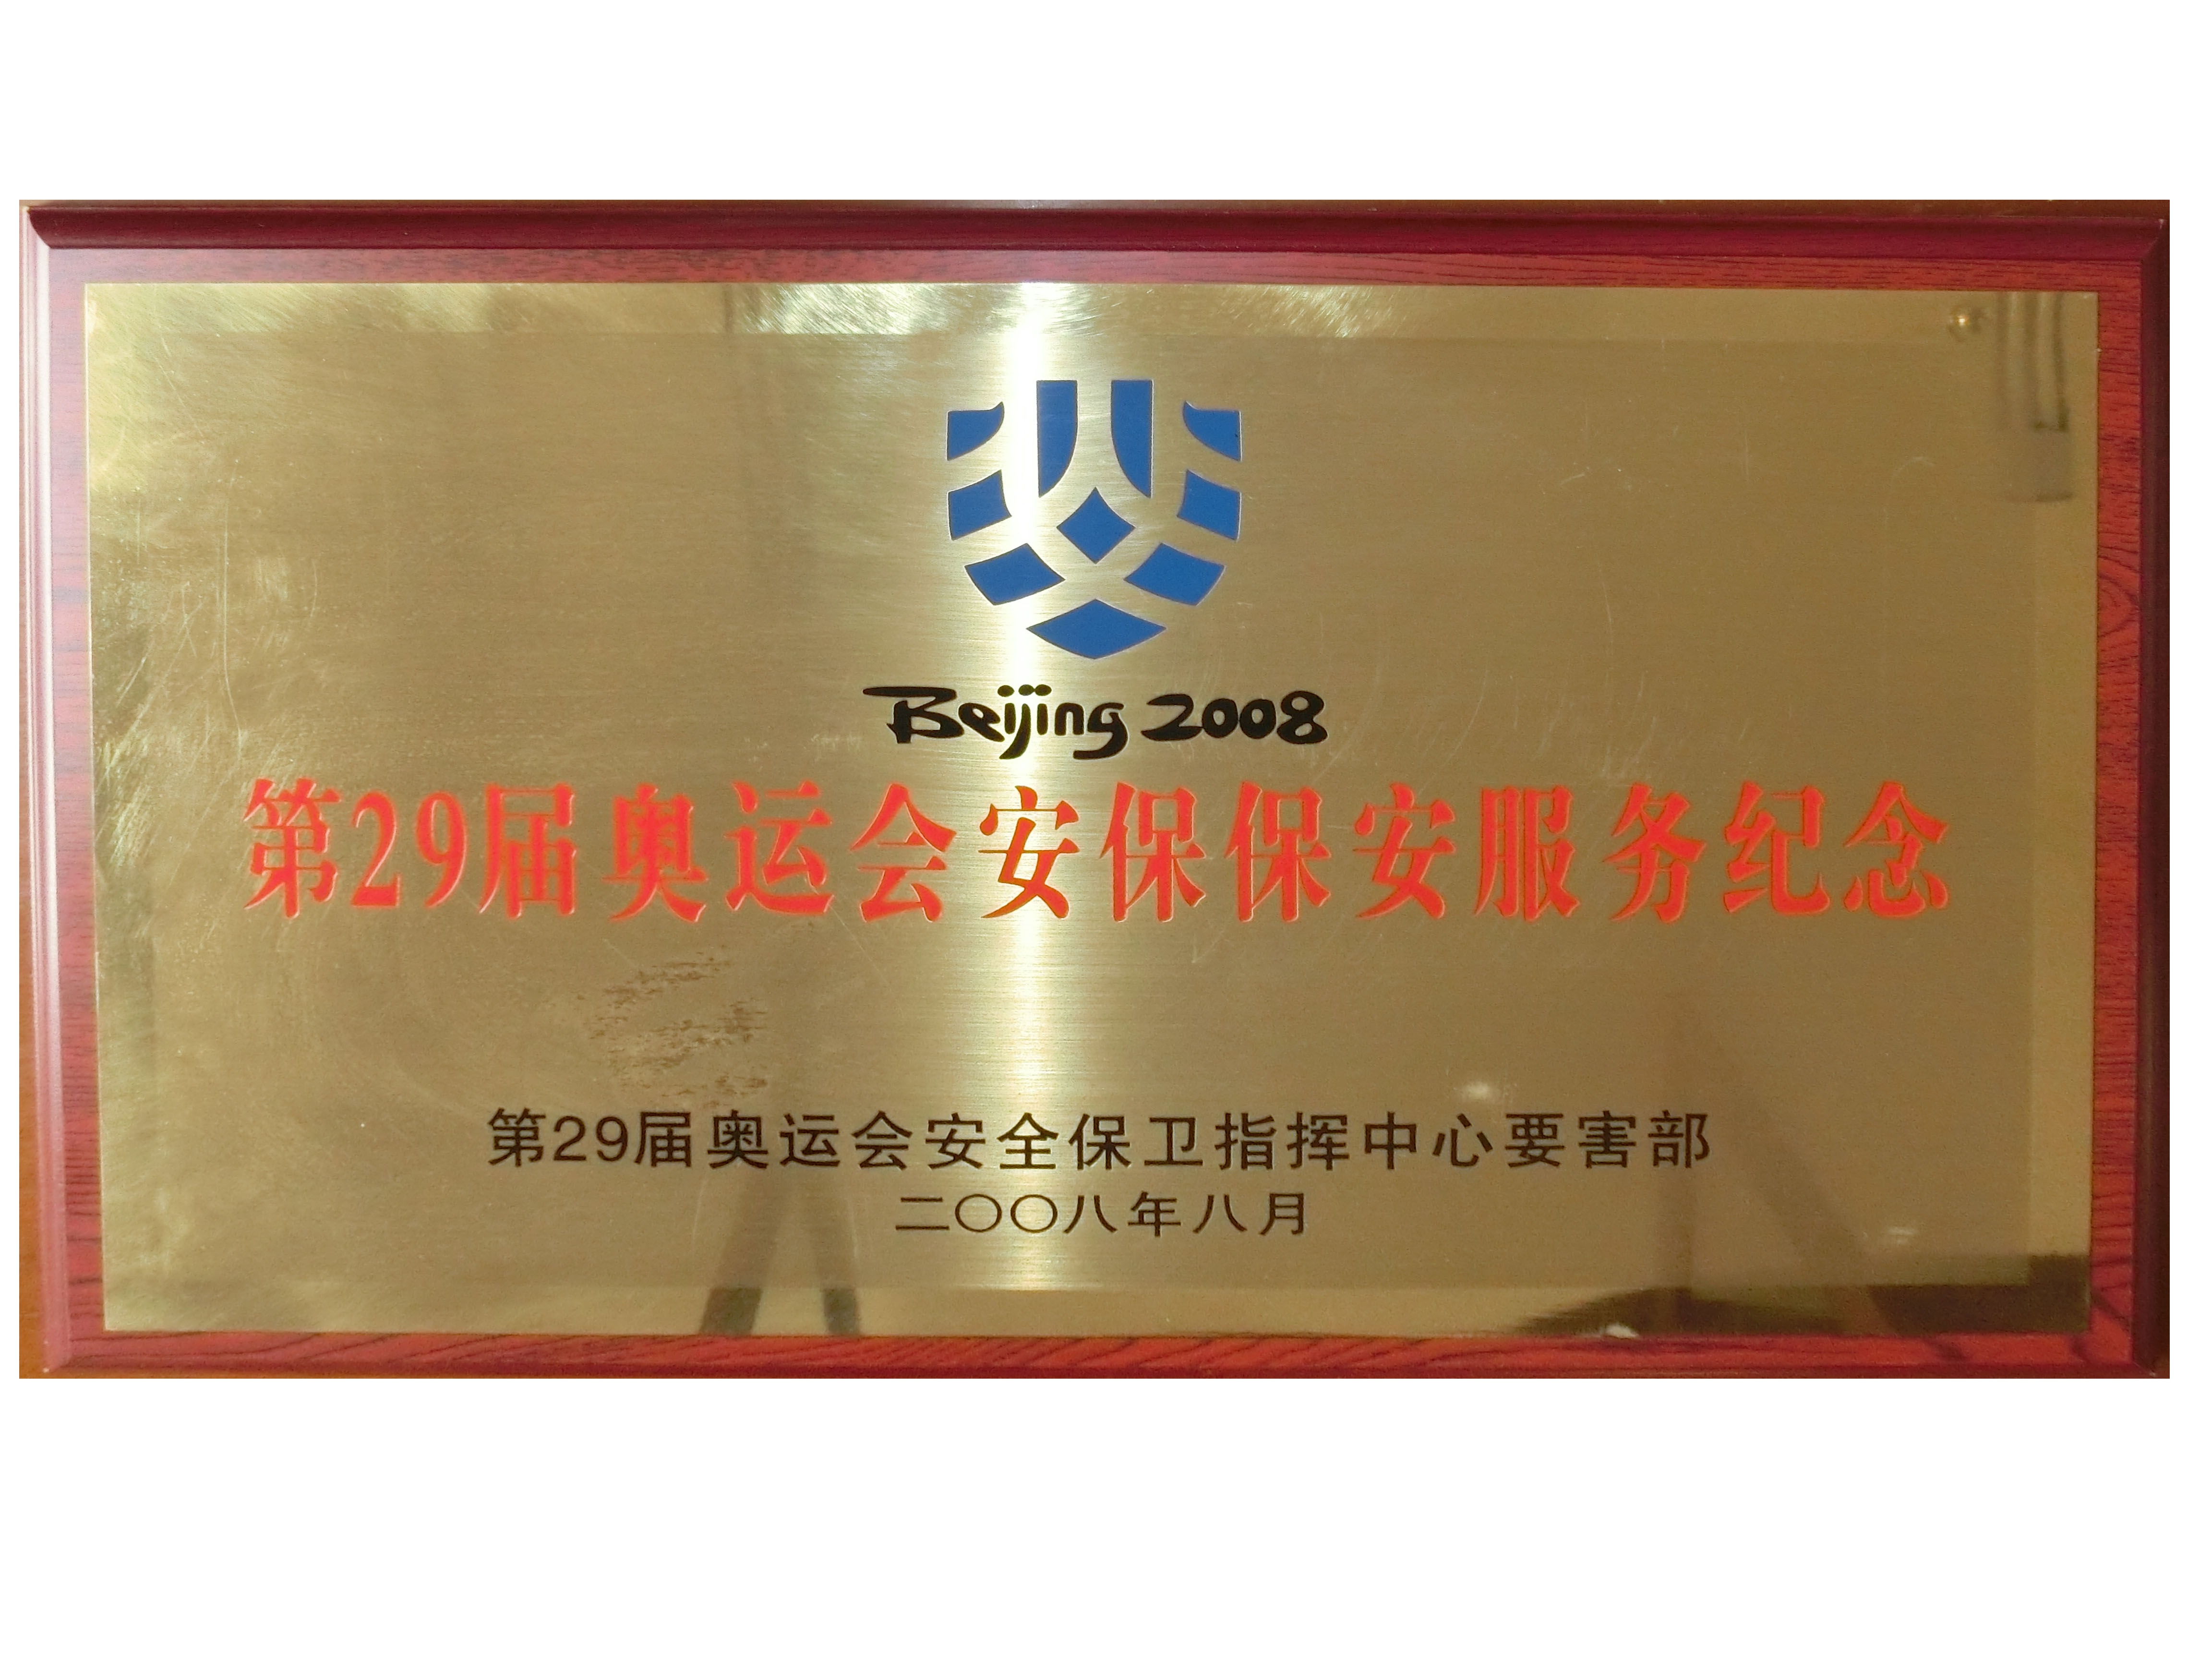 Beijing 2008
第29届奥运会安保保安服务纪念
第29届奥运会安全保卫指挥中心要害部
二〇〇八年八月